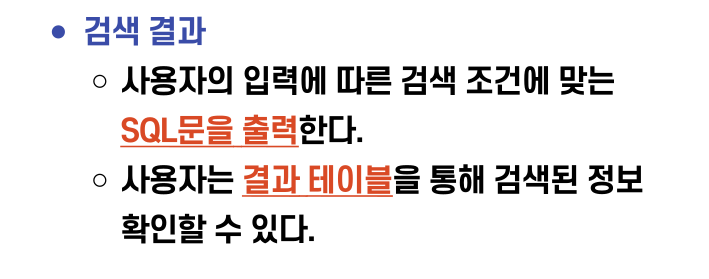 • 검색 결과
○ 사용자의 입력에 따른 검색 조건에 맞는
SQL문을 출력한다.
○ 사용자는 결과 테이블을 통해 검색된 정보
확인할 수 있다.